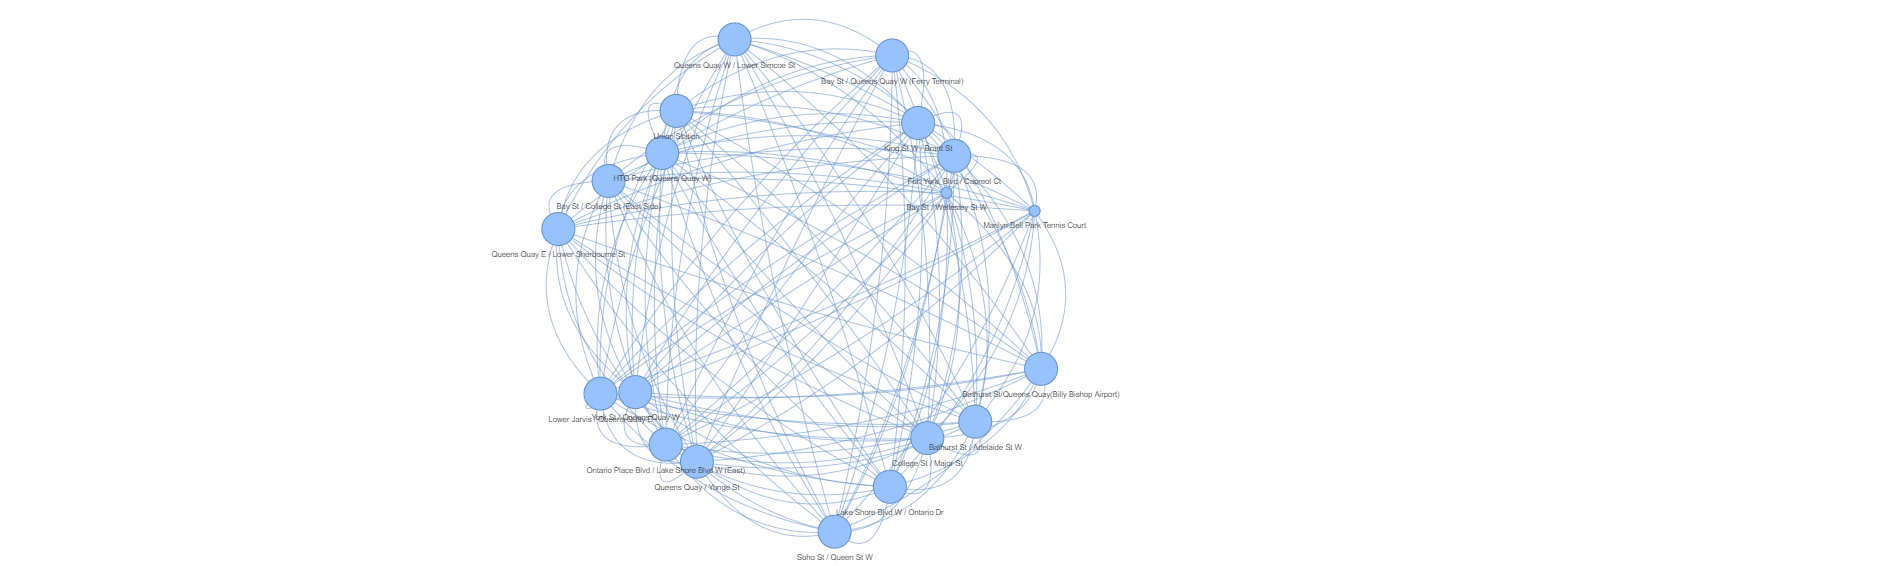 Queens Quay W / Lower Simcoe St
Bay St / Queens Quay W (Ferry Terminal)
Union Station
King St W / Brant St
HTO Park (Queens Quay W)
Fort York Blvd / Capreol Ct
Bay St / College St (East Side)
Bay St / Wellesley St W
Marilyn Bell Park Tennis Court
Queens Quay E / Lower Sherbourne St
Bathurst St/Queens Quay(Billy Bishop Airport)
York St / Queens Quay W
Lower Jarvis / Queens Quay E
Bathurst St / Adelaide St W
College St / Major St
Ontario Place Blvd / Lake Shore Blvd W (East)
Queens Quay / Yonge St
Lake Shore Blvd W / Ontario Dr
Soho St / Queen St W